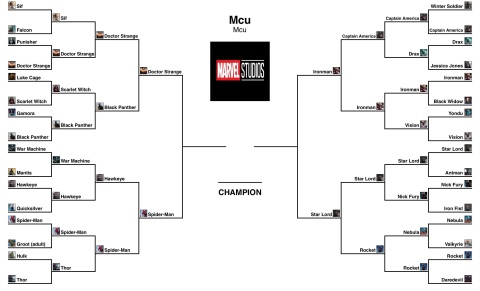 Mcu
Mcu
MARVEL STUDIOS
CHAMPION
Sif
Falcon
Punisher
Doctor Strange
Luke Cage
Scarlet Witch
Gamora
Black Panther
War Machine
Mantis
Hawkeye
Quicksilver
Spider-Man
Groot (adult)
Hulk
Thor
Sif
Doctor Strange
Scarlet Witch
Black Panther
War Machine
Hawkeye
Spider-Man
Thor
Doctor Strange
Black Panther
Hawkeye
Spider-Man
Doctor Strange
Spider-Man
Ironman
Star Lord
Captain America
Ironman
Star Lord
Rocket
Captain America
Drax
Ironman
Vision
Star Lord
Nick Fury
Nebula
Rocket
Winter Soldier
Captain America
Drax
Jessica Jones
Ironman
Black Widow
Yondu
Vision
Star Lord
Antman
Nick Fury
Iron Fist
Nebula
Valkyrie
Rocket
Daredevil